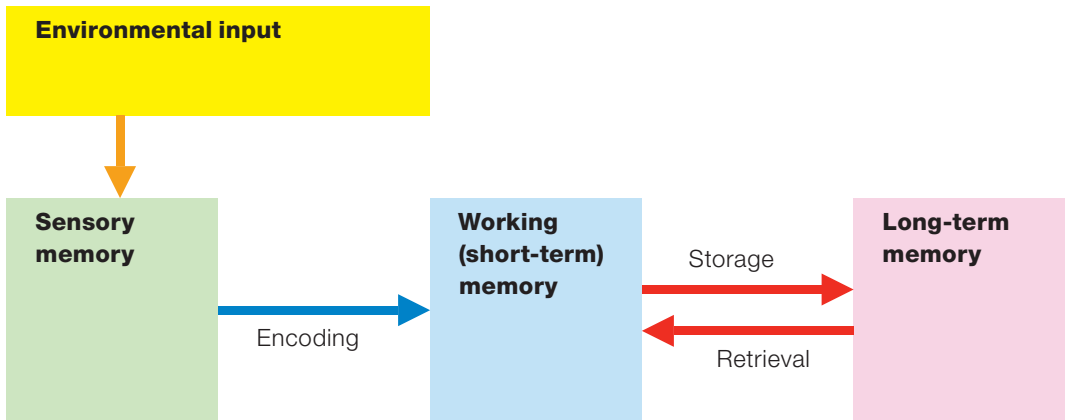 Environmental input
Sensory
memory
Encoding
Working
(short-term)
memory
Storage
Retrieval
Long-term
memory